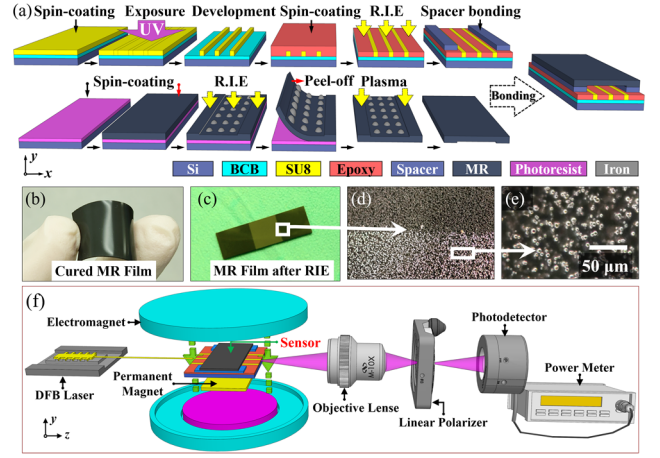 (a) Spin-coating Exposure Development Spin-coating R.I.E Spacer bonding
UV
Spin-coating R.I.E Peel-off Plasma
Bonding
y
x
Si BCB SU8 Epoxy Spacer MR Photoresist Iron
(b) (c) (d) (e)
Cured MR Film MR Film after RIE 50 μm
(f)
Electromagnet
Sensor
Photodetector
Power Meter
M-10X
Permanent
Magnet
DFB Laser
Objective Lense
Linear Polarizer
y
z